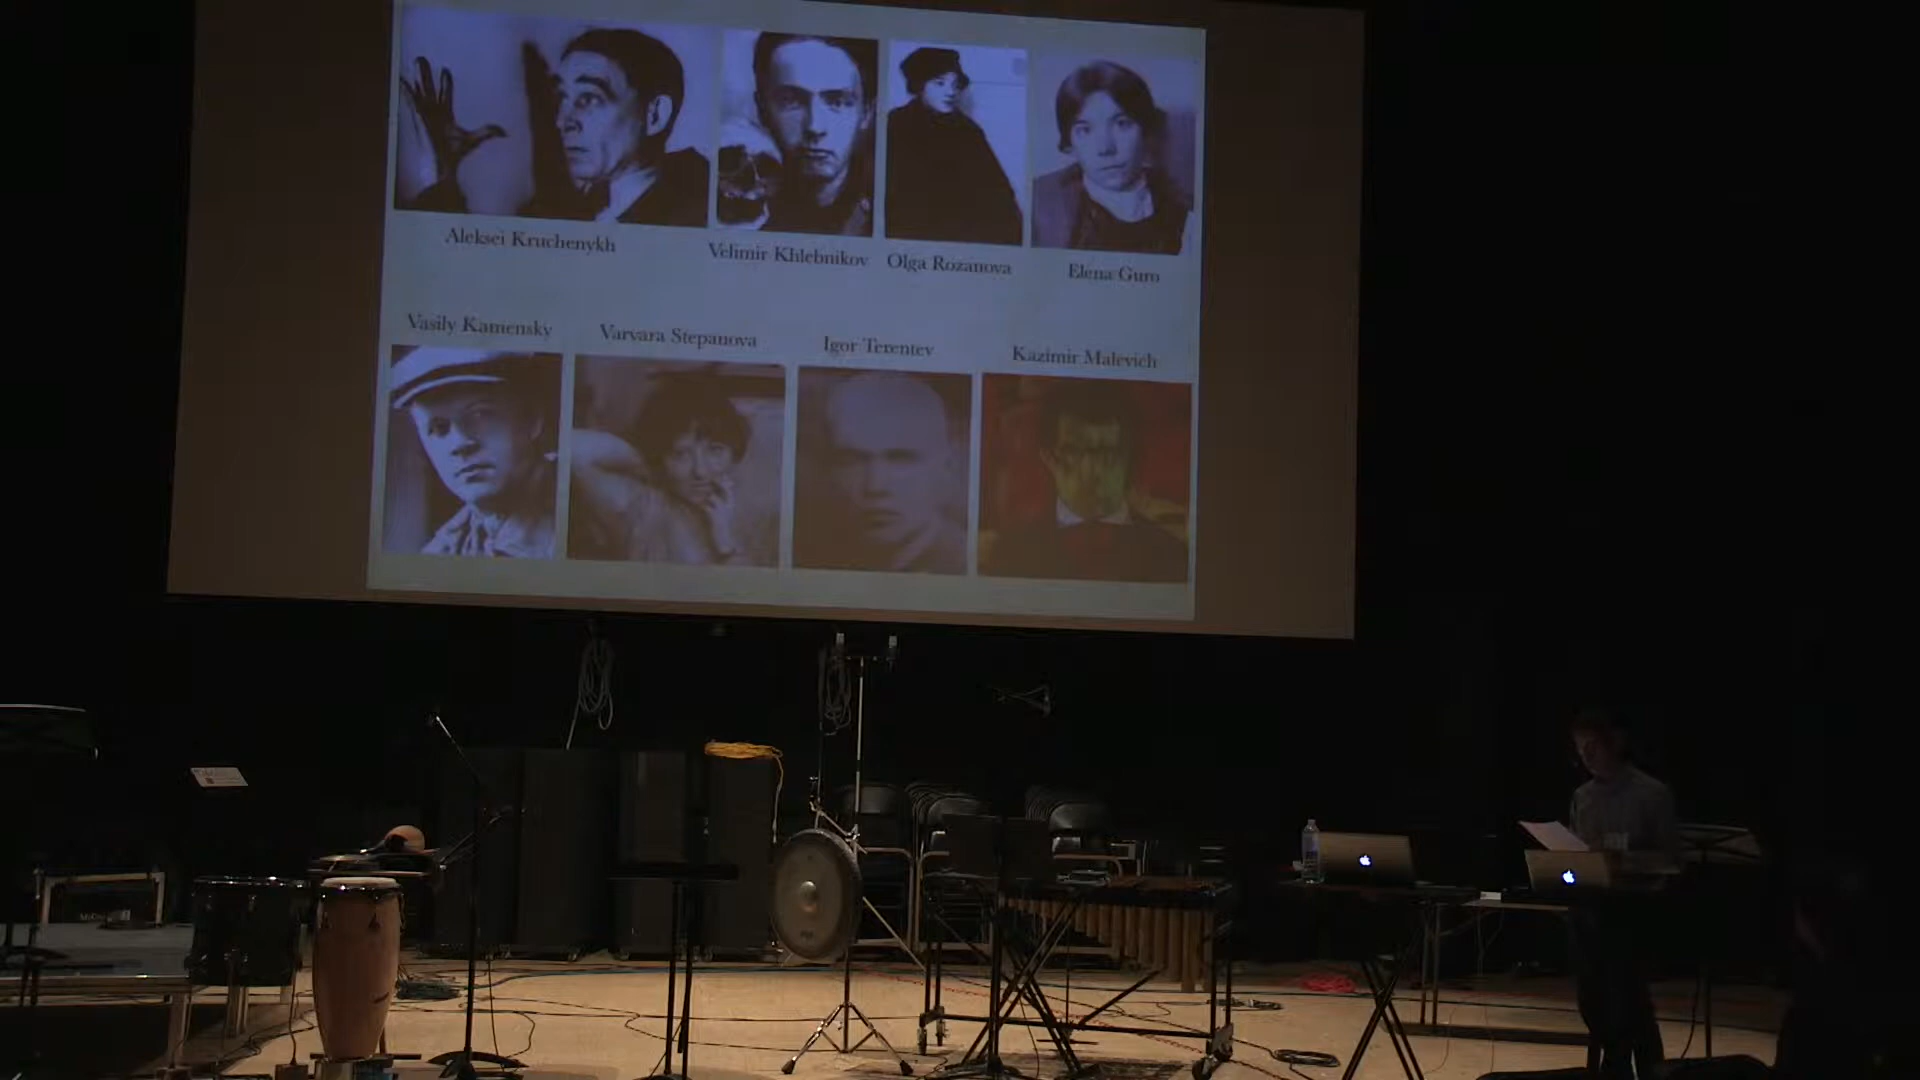 Aleksei Kruchenykh
Velimir Khlebnikov
Olga Rozanova
Elena Guro
Vasily Kamensky
Varvara Stepanova
Igor Terentev
Kazimir Malevich